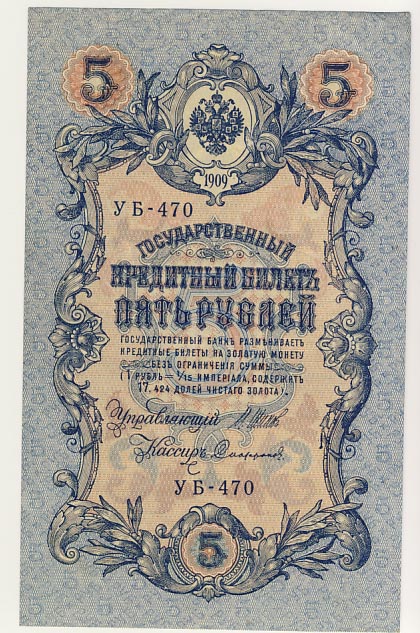 5 5
1909
УБ-470
ГОСУДАРСТВЕННЫЙ
КРЕДИТНЫЙ БИЛЕТЪ
ПЯТЬ РУБЛЕЙ
ГОСУДАРСТВЕННЫЙ БАНКЪ РАЗМѢНИВАЕТЪ
КРЕДИТНЫЕ БИЛЕТЫ НА ЗОЛОТУЮ МОНЕТУ
БЕЗЪ ОГРАНИЧЕНІЯ СУММЫ
(1 РУБЛЬ = 1/15 ИМПЕРІАЛА, СОДЕРЖИТЪ
17,424 ДОЛЕЙ ЧИСТАГО ЗОЛОТА).
Управляющій
Кассиръ
УБ-470
5